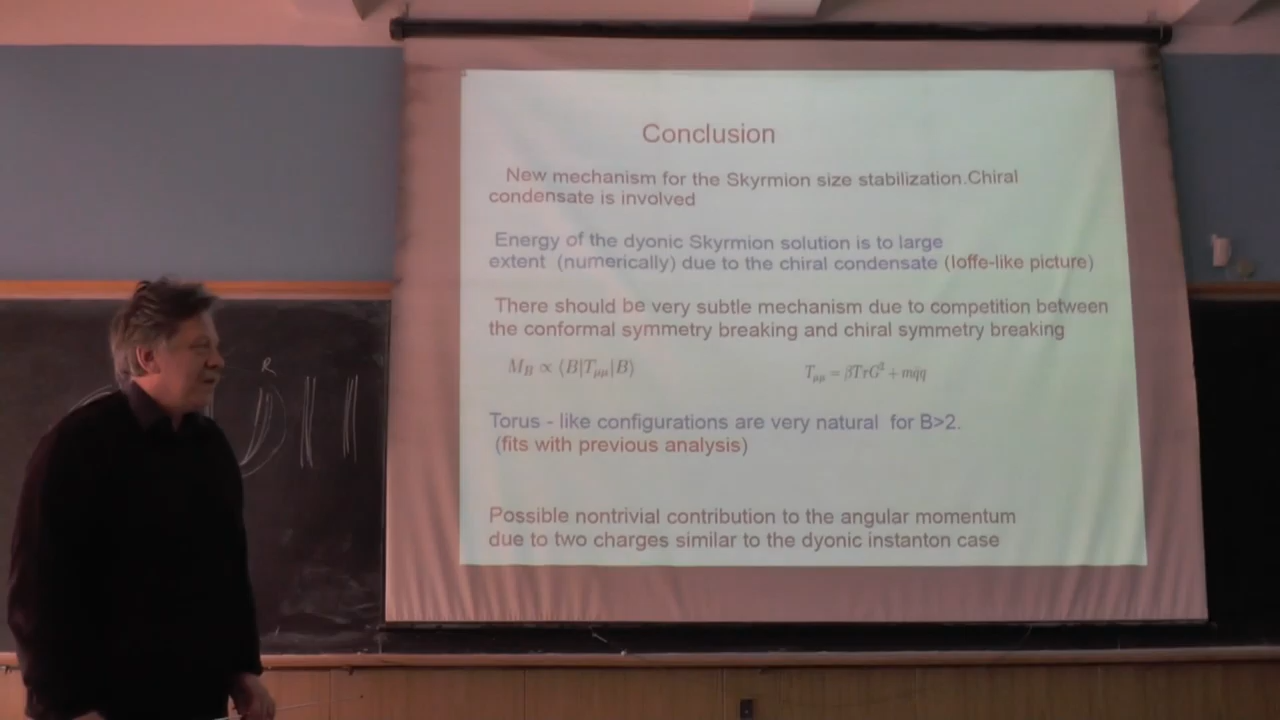 Conclusion
New mechanism for the Skyrmion size stabilization.Chiral
condensate is involved
Energy of the dyonic Skyrmion solution is to large
extent (numerically) due to the chiral condensate (Ioffe-like picture)
There should be very subtle mechanism due to competition between
the conformal symmetry breaking and chiral symmetry breaking
M_B ∝ ⟨B|T_μμ|B⟩ T_μμ = βTrG² + mq̄q
Torus - like configurations are very natural for B>2.
(fits with previous analysis)
Possible nontrivial contribution to the angular momentum
due to two charges similar to the dyonic instanton case
R